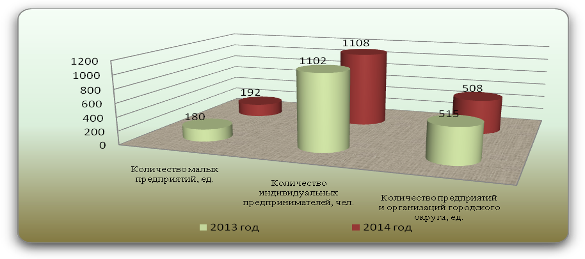 1200
1000
800
600
400
200
0
180
192
1102
1108
515
508
Количество малых
предприятий, ед.
Количество
индивидуальных
предпринимателей, чел
Количество предприятий
и организаций городского
округа, ед.
2013 год
2014 год